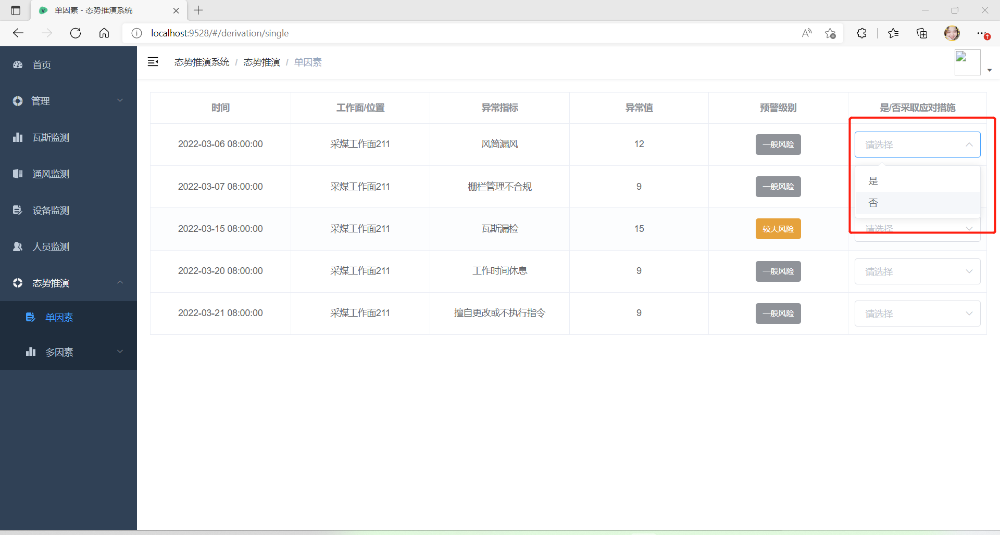 单因素 - 态势推演系统
localhost:9528/#/derivation/single
首页
管理
瓦斯监测
通风监测
设备监测
人员监测
态势推演
单因素
多因素
态势推演系统 / 态势推演 / 单因素
时间 工作面/位置 异常指标 异常值 预警级别 是/否采取应对措施
2022-03-06 08:00:00 采煤工作面211 风筒漏风 12 一般风险 请选择
是
否
2022-03-07 08:00:00 采煤工作面211 栅栏管理不合规 9 一般风险
2022-03-15 08:00:00 采煤工作面211 瓦斯漏检 15 较大风险 请选择
2022-03-20 08:00:00 采煤工作面211 工作时间休息 9 一般风险 请选择
2022-03-21 08:00:00 采煤工作面211 擅自更改或不执行指令 9 一般风险 请选择